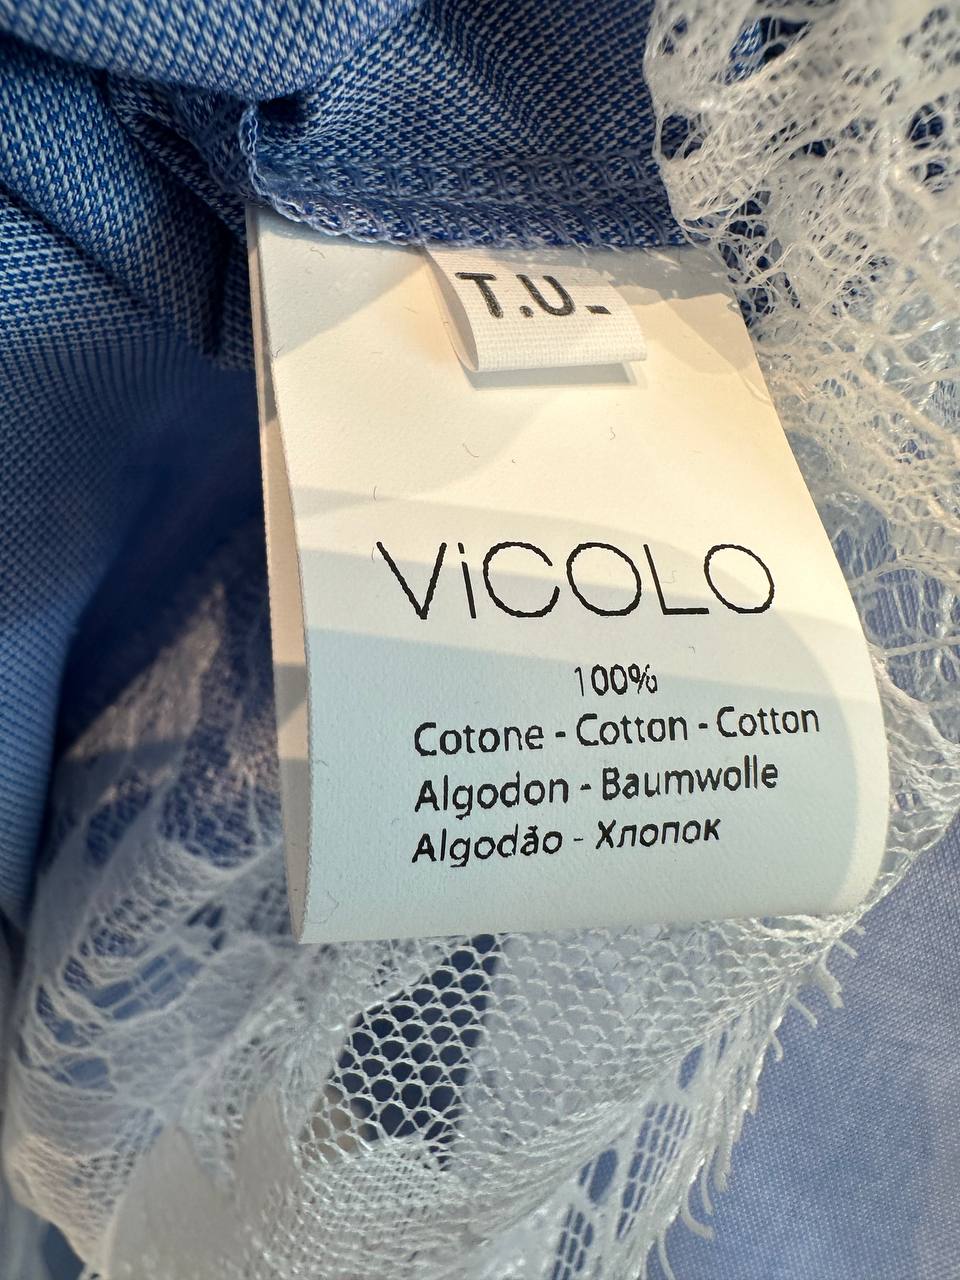 T.U.
ViCOLO
100%
Cotone - Cotton - Cotton
Algodon - Baumwolle
Algodão - Хлопок